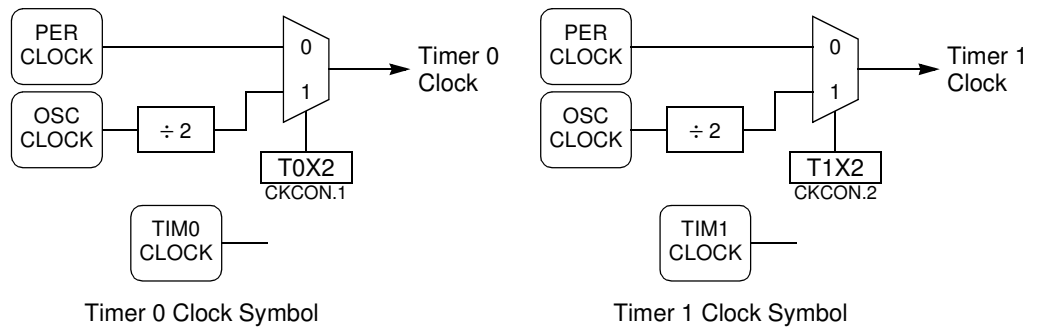 PER
CLOCK
0
Timer 0
Clock
1
OSC
CLOCK
÷ 2
T0X2
CKCON.1
TIM0
CLOCK
Timer 0 Clock Symbol
PER
CLOCK
0
Timer 1
Clock
1
OSC
CLOCK
÷ 2
T1X2
CKCON.2
TIM1
CLOCK
Timer 1 Clock Symbol